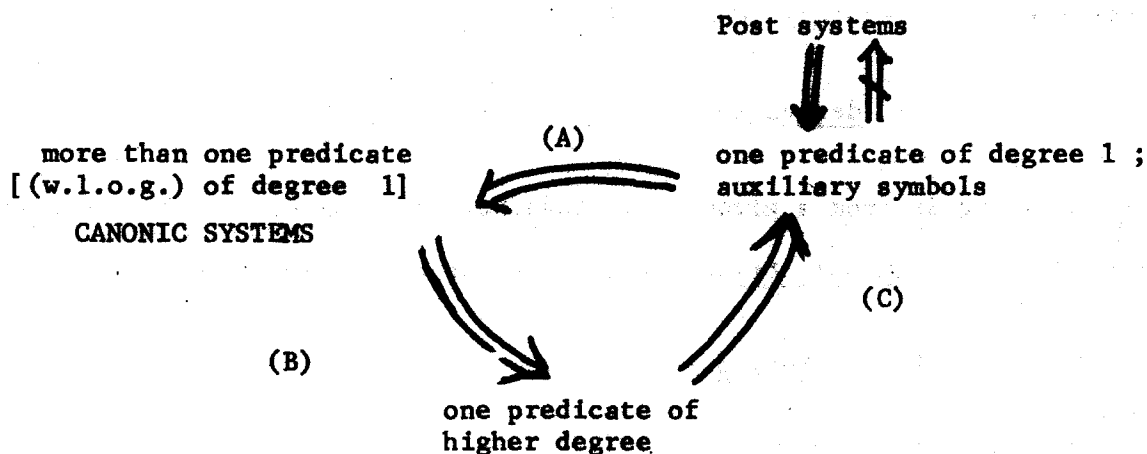 Post systems
(A)
more than one predicate
[(w.l.o.g.) of degree 1]
CANONIC SYSTEMS
one predicate of degree 1 ;
auxiliary symbols
(C)
(B)
one predicate of
higher degree